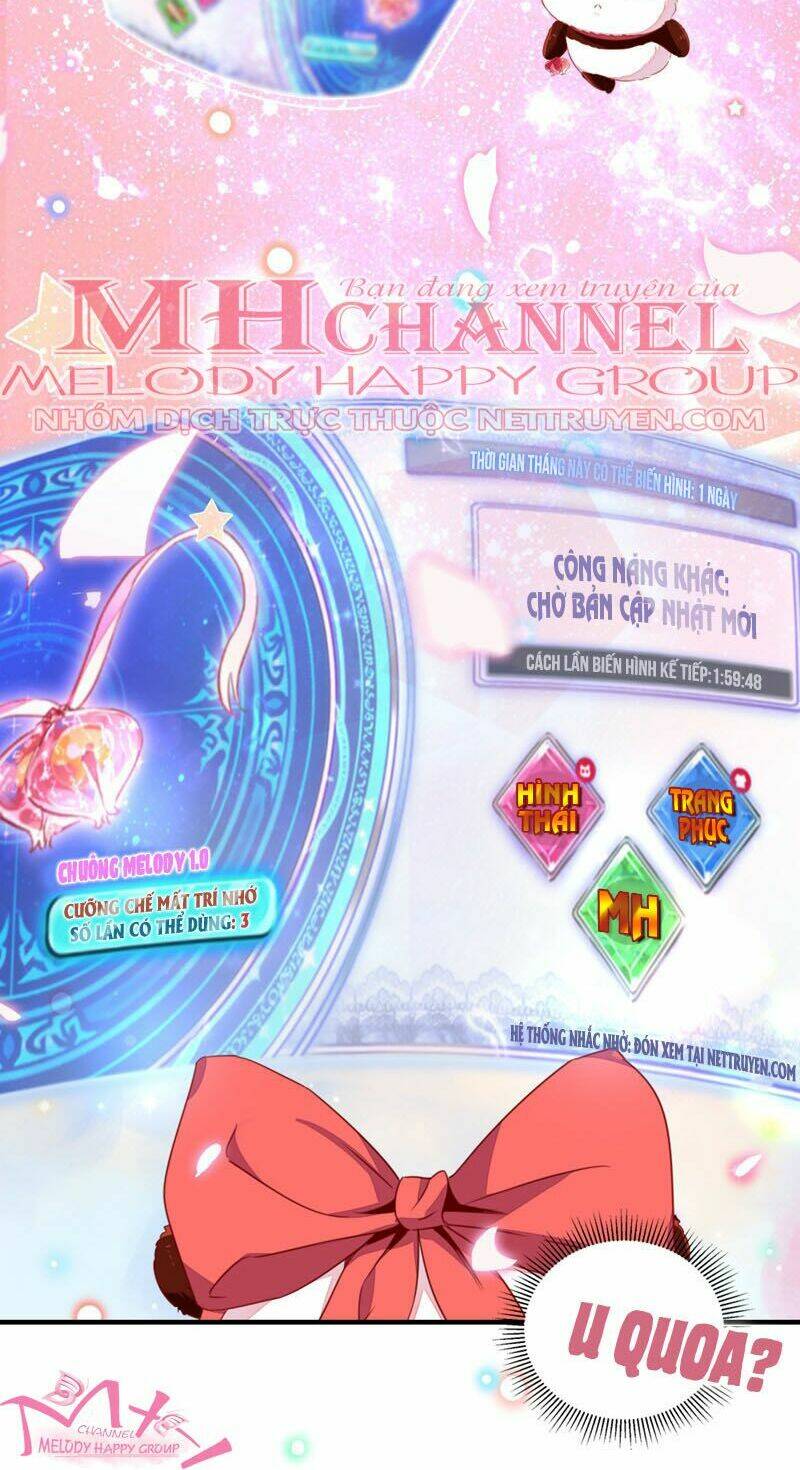 Bạn đang xem truyện của
MHCHANNEL
MELODY HAPPY GROUP
NHÓM DỊCH TRỰC THUỘC NETTRUYEN.COM
THỜI GIAN THÁNG NÀY CÓ THỂ BIẾN HÌNH: 1 NGÀY
CÔNG NĂNG KHÁC:
CHỜ BẢN CẬP NHẬT MỚI
CÁCH LẦN BIẾN HÌNH KẾ TIẾP:1:59:48
HÌNH
THÁI
TRANG
PHỤC
MH
CHUÔNG MELODY 1.0
CƯỠNG CHẾ MẤT TRÍ NHỚ
SỐ LẦN CÓ THỂ DÙNG: 3
HỆ THỐNG NHẮC NHỞ: ĐÓN XEM TẠI NETTRUYEN.COM
U QUOA?
MH
CHANNEL
MELODY HAPPY GROUP